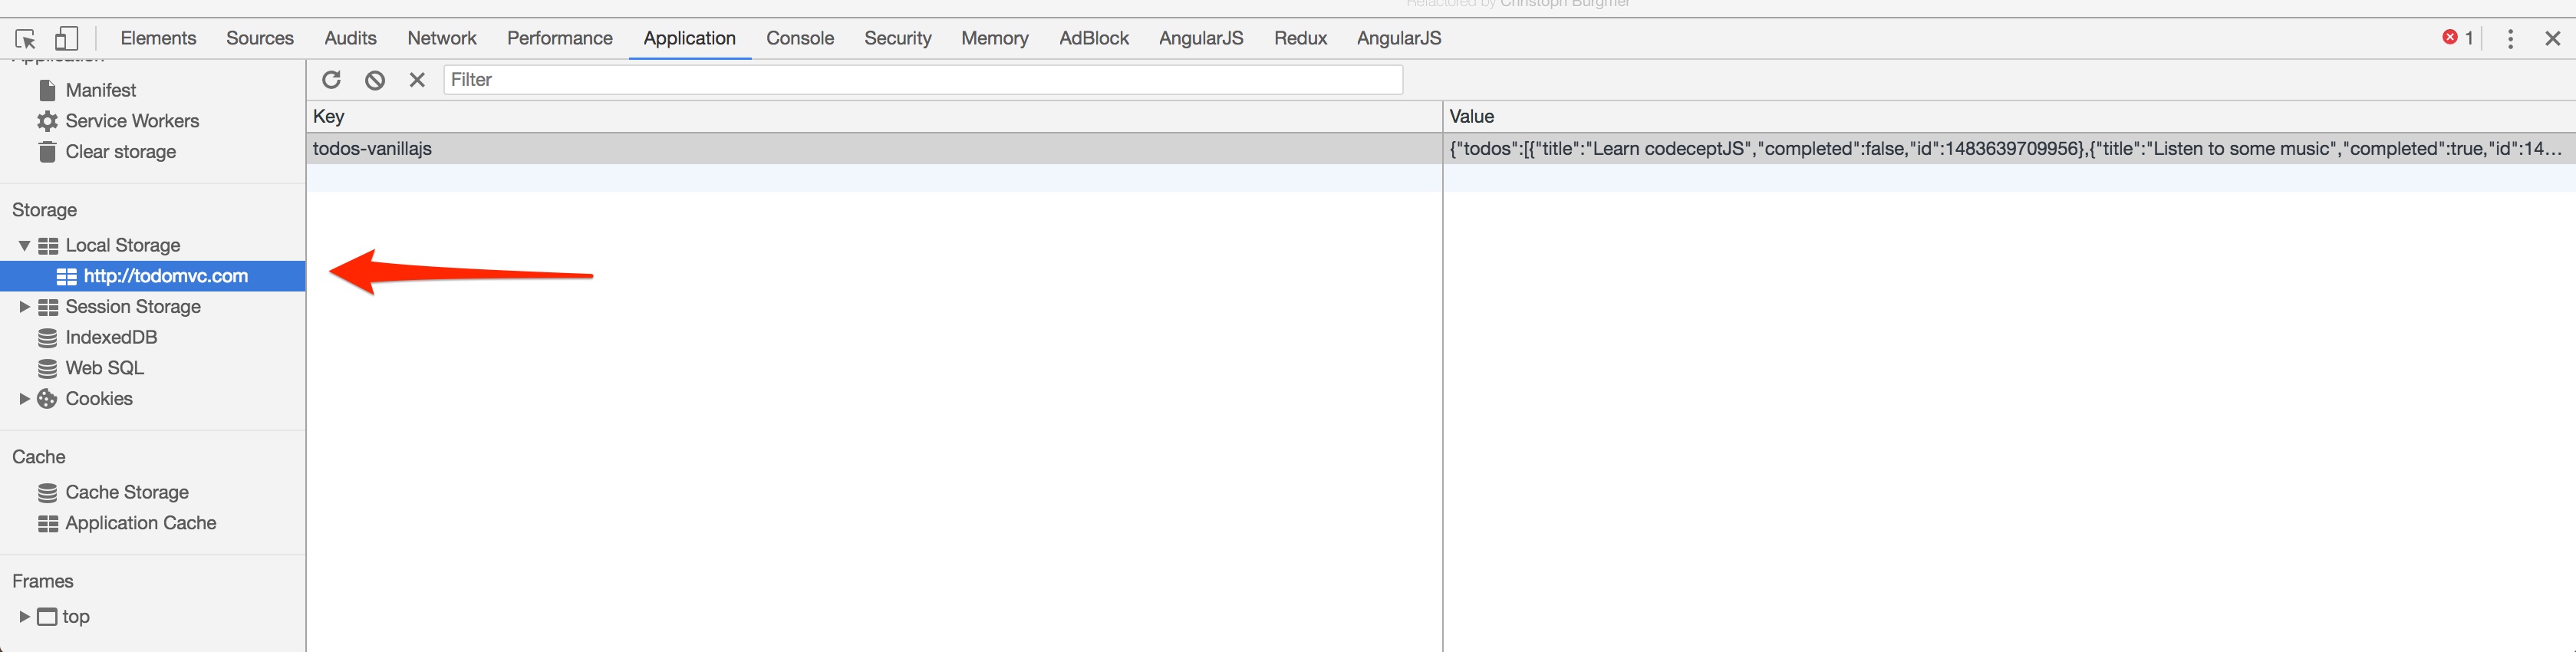 Refactored by Christoph Burgmer
Elements Sources Audits Network Performance Application Console Security Memory AdBlock AngularJS Redux AngularJS 1
Application
Manifest
Service Workers
Clear storage
Storage
Local Storage
http://todomvc.com
Session Storage
IndexedDB
Web SQL
Cookies
Cache
Cache Storage
Application Cache
Frames
top
Filter
Key Value
todos-vanillajs {"todos":[{"title":"Learn codeceptJS","completed":false,"id":1483639709956},{"title":"Listen to some music","completed":true,"id":14…